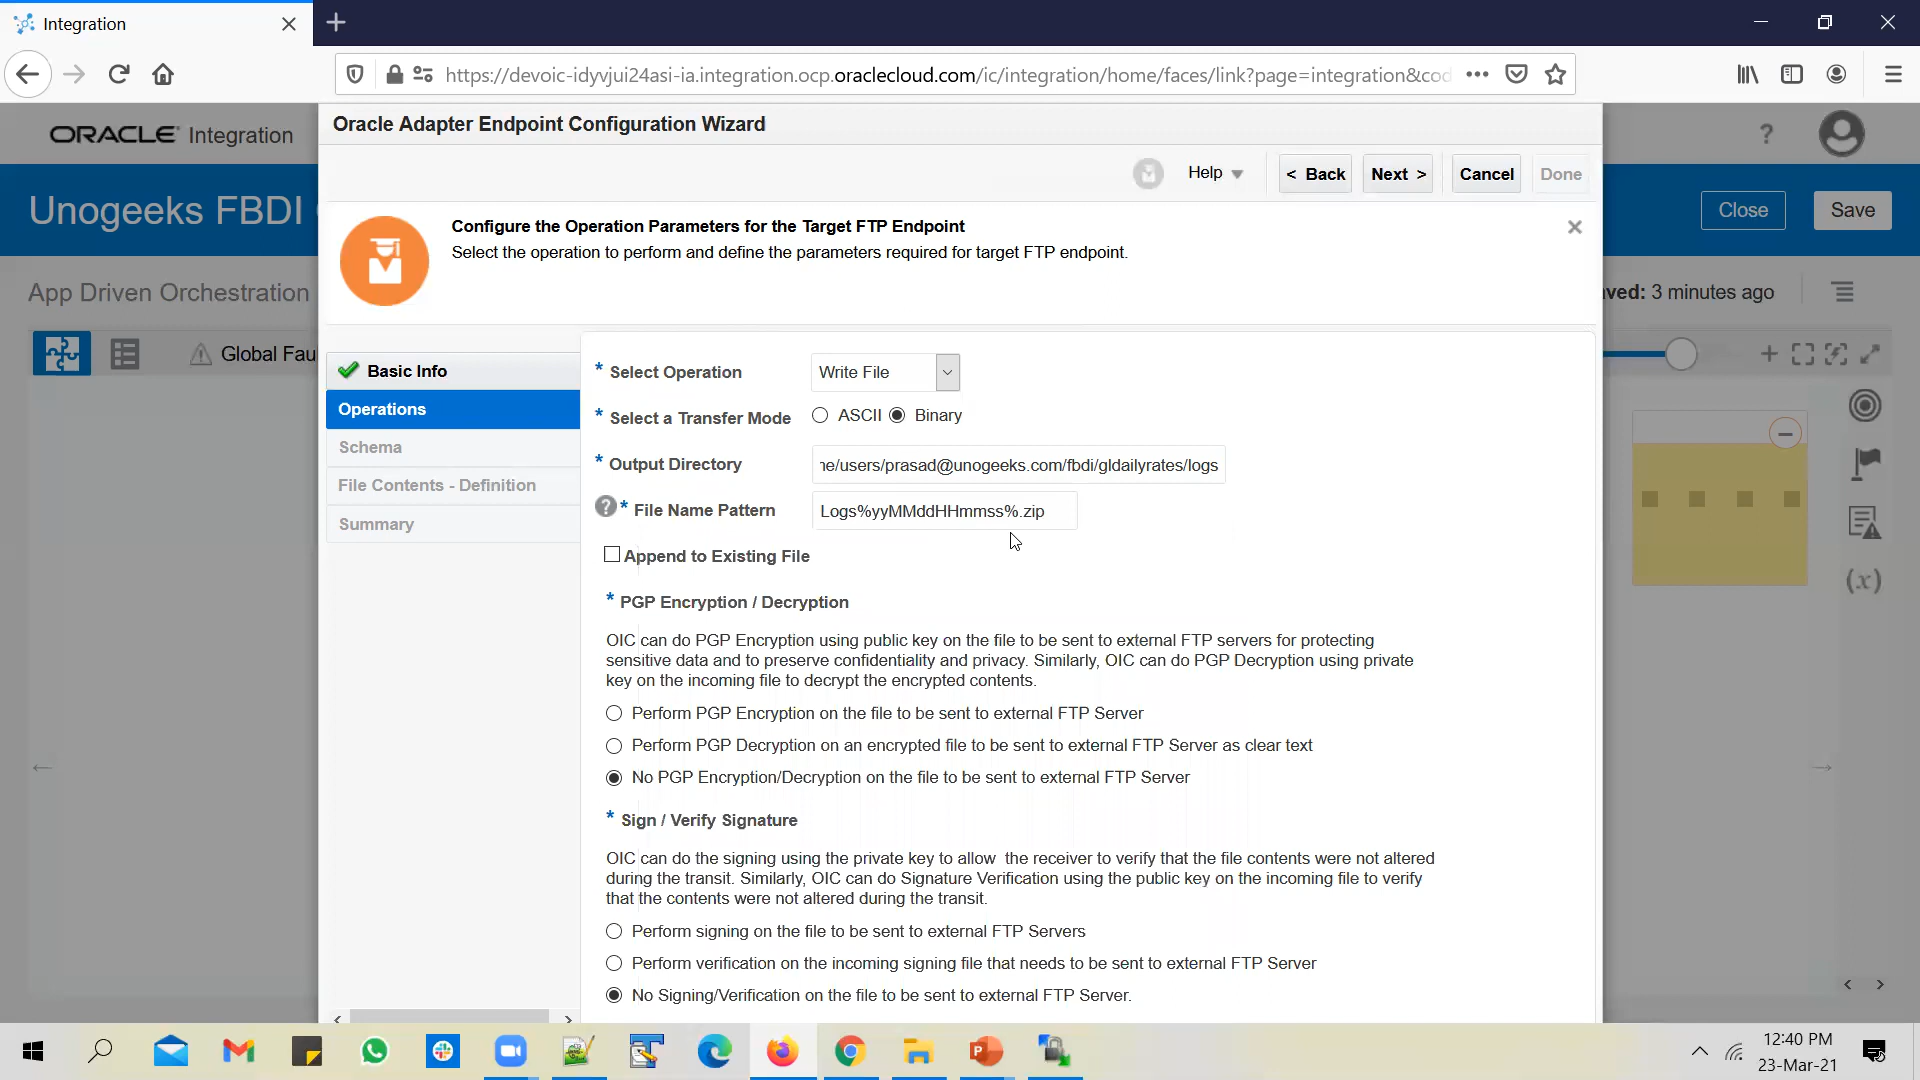 Integration
https://devoic-idyvjui24asi-ia.integration.ocp.oraclecloud.com/ic/integration/home/faces/link?page=integration&cod
ORACLE Integration
Oracle Adapter Endpoint Configuration Wizard
?
Help
< Back
Next >
Cancel
Done
Unogeeks FBDI
Close
Save
Configure the Operation Parameters for the Target FTP Endpoint
Select the operation to perform and define the parameters required for target FTP endpoint.
App Driven Orchestration
ved: 3 minutes ago
Global Fau
Basic Info
Operations
Schema
File Contents - Definition
Summary
* Select Operation
Write File
* Select a Transfer Mode
ASCII
Binary
* Output Directory
ne/users/prasad@unogeeks.com/fbdi/gldailyrates/logs
? * File Name Pattern
Logs%yyMMddHHmmss%.zip
Append to Existing File
* PGP Encryption / Decryption
OIC can do PGP Encryption using public key on the file to be sent to external FTP servers for protecting
sensitive data and to preserve confidentiality and privacy. Similarly, OIC can do PGP Decryption using private
key on the incoming file to decrypt the encrypted contents.
Perform PGP Encryption on the file to be sent to external FTP Server
Perform PGP Decryption on an encrypted file to be sent to external FTP Server as clear text
No PGP Encryption/Decryption on the file to be sent to external FTP Server
* Sign / Verify Signature
OIC can do the signing using the private key to allow the receiver to verify that the file contents were not altered
during the transit. Similarly, OIC can do Signature Verification using the public key on the incoming file to verify
that the contents were not altered during the transit.
Perform signing on the file to be sent to external FTP Servers
Perform verification on the incoming signing file that needs to be sent to external FTP Server
No Signing/Verification on the file to be sent to external FTP Server.
(x)
12:40 PM
23-Mar-21